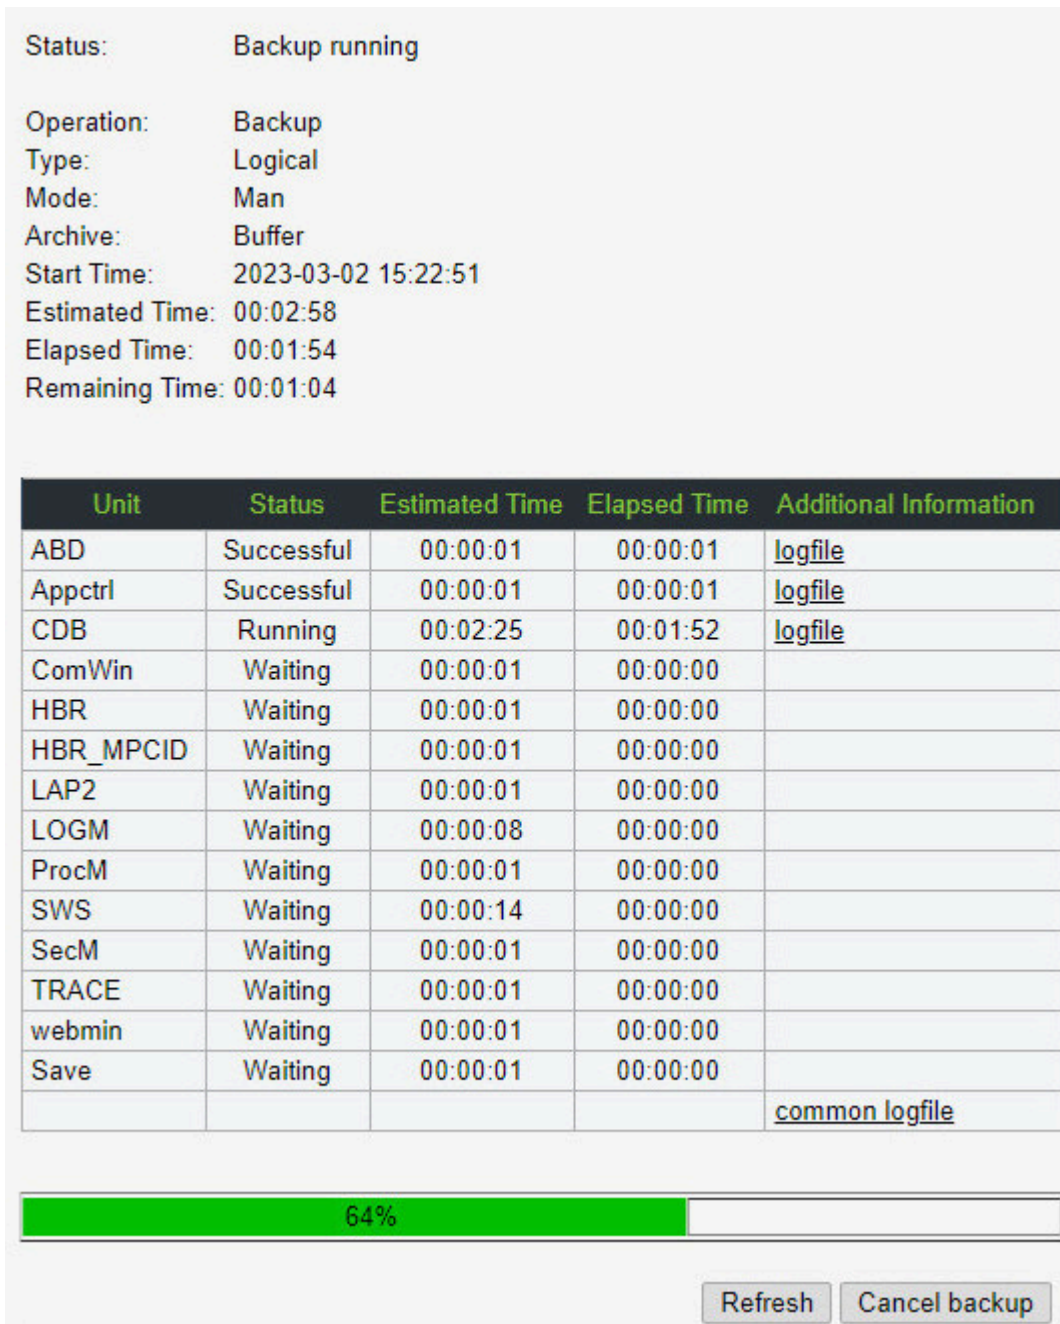 Status: Backup running
Operation: Backup
Type: Logical
Mode: Man
Archive: Buffer
Start Time: 2023-03-02 15:22:51
Estimated Time: 00:02:58
Elapsed Time: 00:01:54
Remaining Time: 00:01:04
Unit Status Estimated Time Elapsed Time Additional Information
ABD Successful 00:00:01 00:00:01 logfile
Appctrl Successful 00:00:01 00:00:01 logfile
CDB Running 00:02:25 00:01:52 logfile
ComWin Waiting 00:00:01 00:00:00
HBR Waiting 00:00:01 00:00:00
HBR_MPCID Waiting 00:00:01 00:00:00
LAP2 Waiting 00:00:01 00:00:00
LOGM Waiting 00:00:08 00:00:00
ProcM Waiting 00:00:01 00:00:00
SWS Waiting 00:00:14 00:00:00
SecM Waiting 00:00:01 00:00:00
TRACE Waiting 00:00:01 00:00:00
webmin Waiting 00:00:01 00:00:00
Save Waiting 00:00:01 00:00:00
common logfile
64%
Refresh Cancel backup